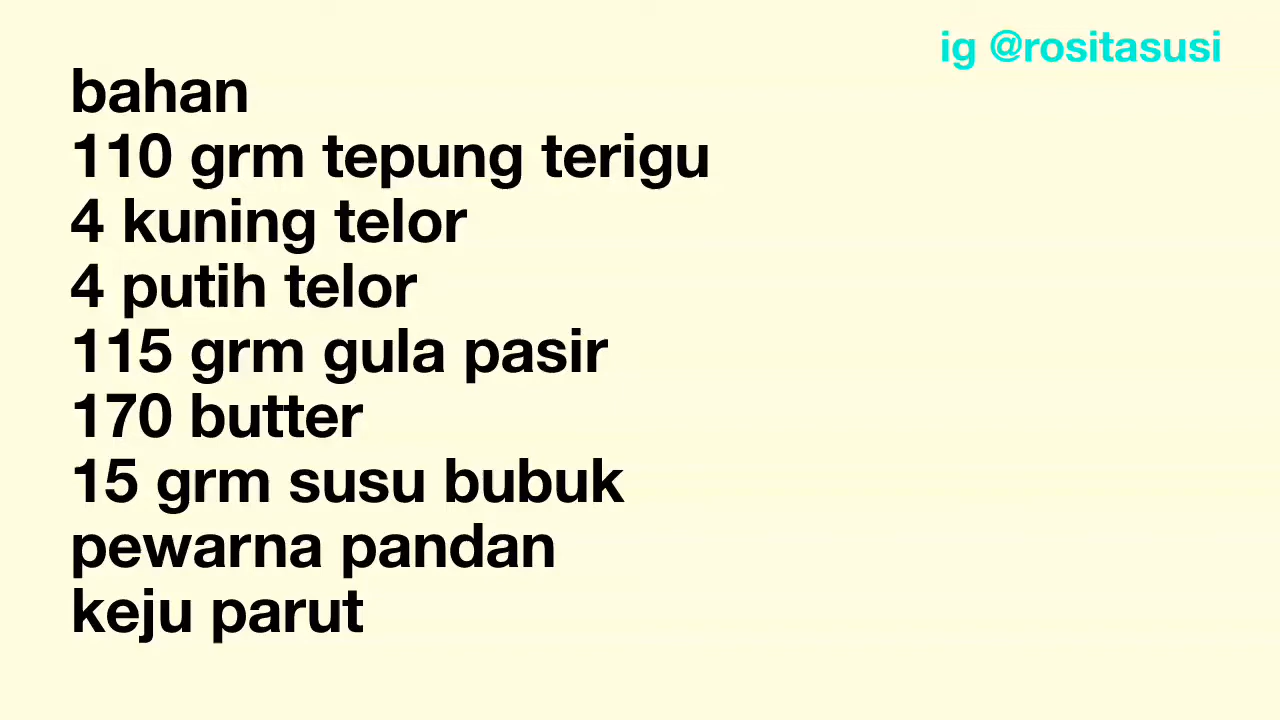 ig @rositasusi
bahan
110 grm tepung terigu
4 kuning telor
4 putih telor
115 grm gula pasir
170 butter
15 grm susu bubuk
pewarna pandan
keju parut